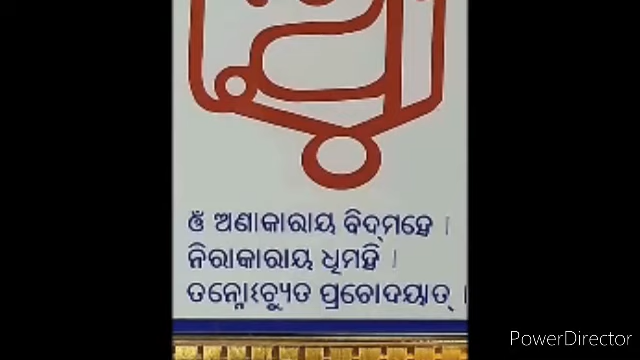 ଓଁ ଅଣାକାରାୟ ବିଦ୍ମହେ ।
ନିରାକାରାୟ ଧିମହି ।
ତନ୍ନୋଽଚ୍ୟୁତ ପ୍ରଚୋଦୟାତ୍ ।
PowerDirector